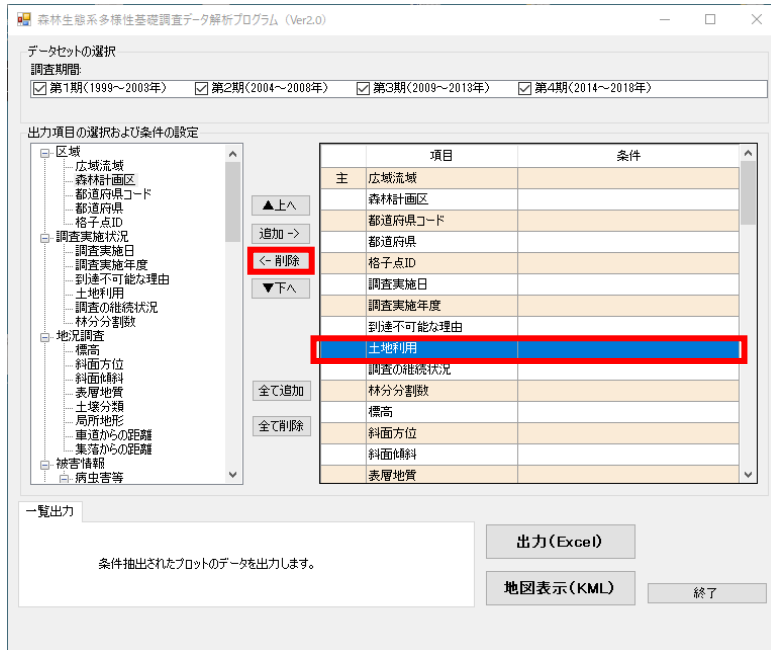 森林生態系多様性基礎調査データ解析プログラム (Ver2.0)
データセットの選択
調査期間:
第1期(1999～2003年) 第2期(2004～2008年) 第3期(2009～2013年) 第4期(2014～2018年)
出力項目の選択および条件の設定
区域
広域流域
森林計画区
都道府県コード
都道府県
格子点ID
調査実施状況
調査実施日
調査実施年度
到達不可能な理由
土地利用
調査の継続状況
林分分割数
地況調査
標高
斜面方位
斜面傾斜
表層地質
土壌分類
局所地形
車道からの距離
集落からの距離
被害情報
病虫害等
▲上へ
追加 ->
<- 削除
▼下へ
全て追加
全て削除
項目 条件
主 広域流域
森林計画区
都道府県コード
都道府県
格子点ID
調査実施日
調査実施年度
到達不可能な理由
土地利用
調査の継続状況
林分分割数
標高
斜面方位
斜面傾斜
表層地質
一覧出力
条件抽出されたプロットのデータを出力します。
出力(Excel)
地図表示(KML)
終了